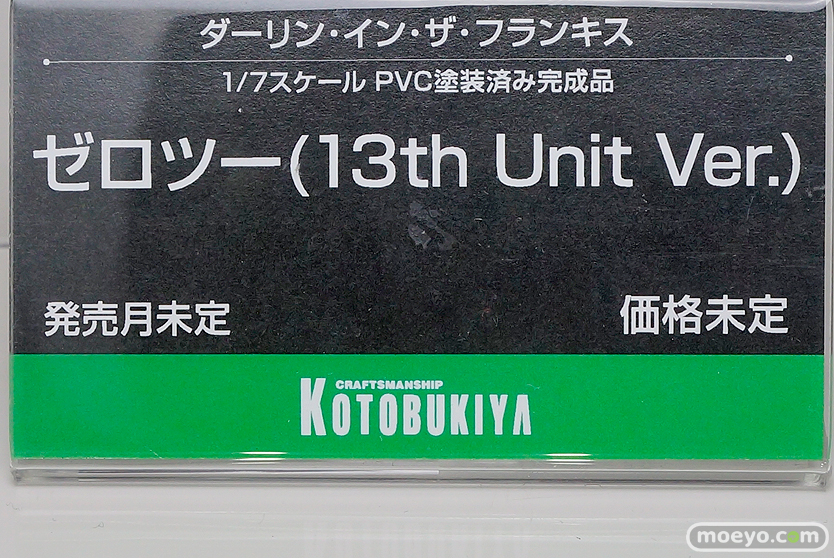 ダーリン・イン・ザ・フランキス
1/7スケール PVC塗装済み完成品
ゼロツー(13th Unit Ver.)
発売月未定
価格未定
CRAFTSMANSHIP
KOTOBUKIYA
moeyo.com